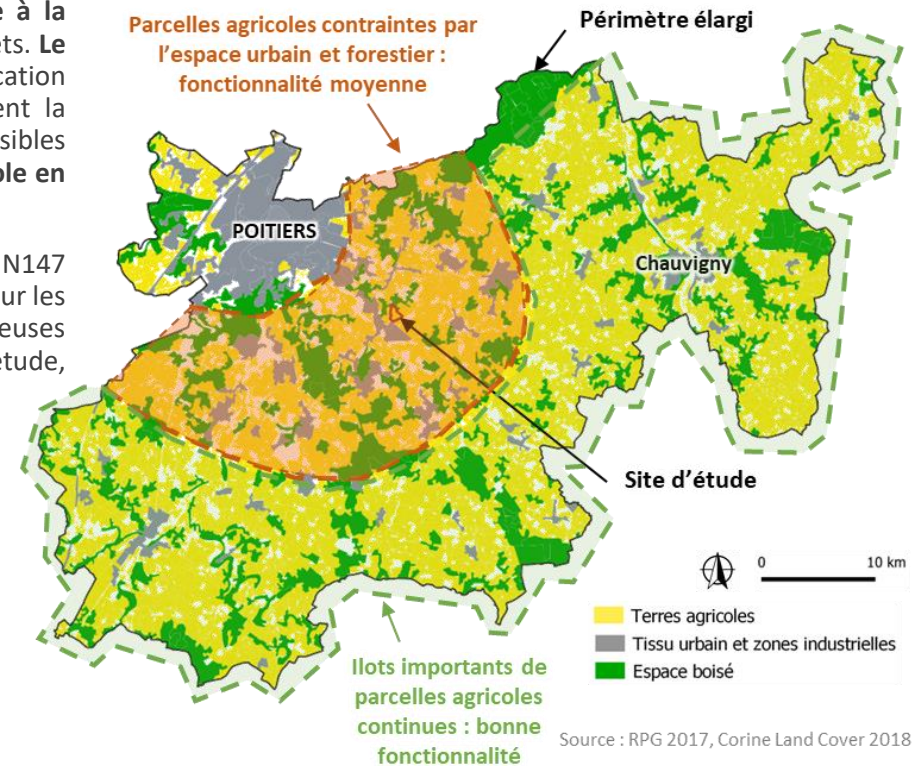 e à la
ets. Le
cation
ent la
sibles
ble en
N147
ur les
euses
étude,
Parcelles agricoles contraintes par
l'espace urbain et forestier :
fonctionnalité moyenne
Périmètre élargi
POITIERS
Chauvigny
Site d'étude
0 10 km
Terres agricoles
Tissu urbain et zones industrielles
Espace boisé
Ilots importants de
parcelles agricoles
continues : bonne
fonctionnalité
Source : RPG 2017, Corine Land Cover 2018